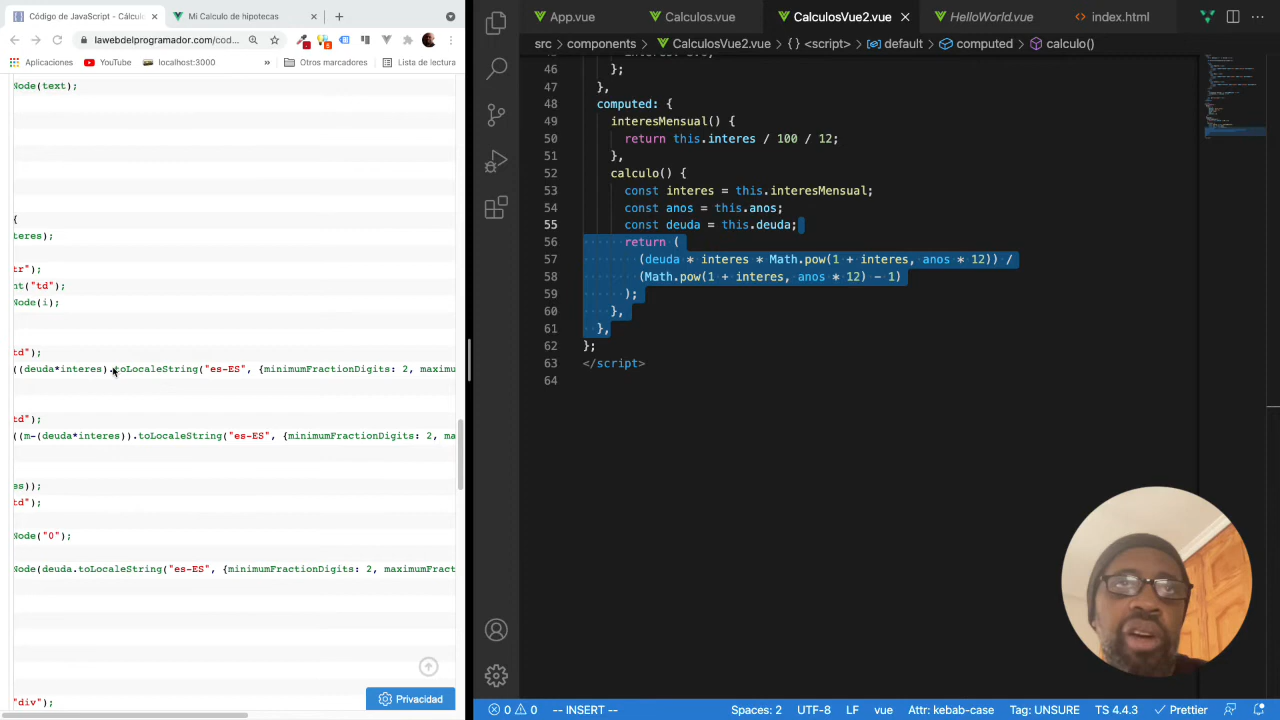 Código de JavaScript - Cálculo
Mi Calculo de hipotecas
lawebdelprogramador.com/cod...
Aplicaciones
YouTube
localhost:3000
»
Otros marcadores
Lista de lectura
Node(text);
{
teres);
tr");
nt("td");
Node(i);
td");
((deuda*interes).toLocaleString("es-ES", {minimumFractionDigits: 2, maximu
td");
((m-(deuda*interes)).toLocaleString("es-ES", {minimumFractionDigits: 2, ma
es));
td");
Node("0");
Node(deuda.toLocaleString("es-ES", {minimumFractionDigits: 2, maximumFract
"div");
Privacidad
App.vue
Calculos.vue
CalculosVue2.vue
HelloWorld.vue
index.html
src > components > CalculosVue2.vue > {} <script> > default > computed > calculo()
46 };
47 },
48 computed: {
49 interesMensual() {
50 return this.interes / 100 / 12;
51 },
52 calculo() {
53 const interes = this.interesMensual;
54 const anos = this.anos;
55 const deuda = this.deuda;
56 return (
57 (deuda * interes * Math.pow(1 + interes, anos * 12)) /
58 (Math.pow(1 + interes, anos * 12) - 1)
59 );
60 },
61 },
62 };
63 </script>
64
0 0 -- INSERT -- Spaces: 2 UTF-8 LF vue Attr: kebab-case Tag: UNSURE TS 4.4.3 Prettier